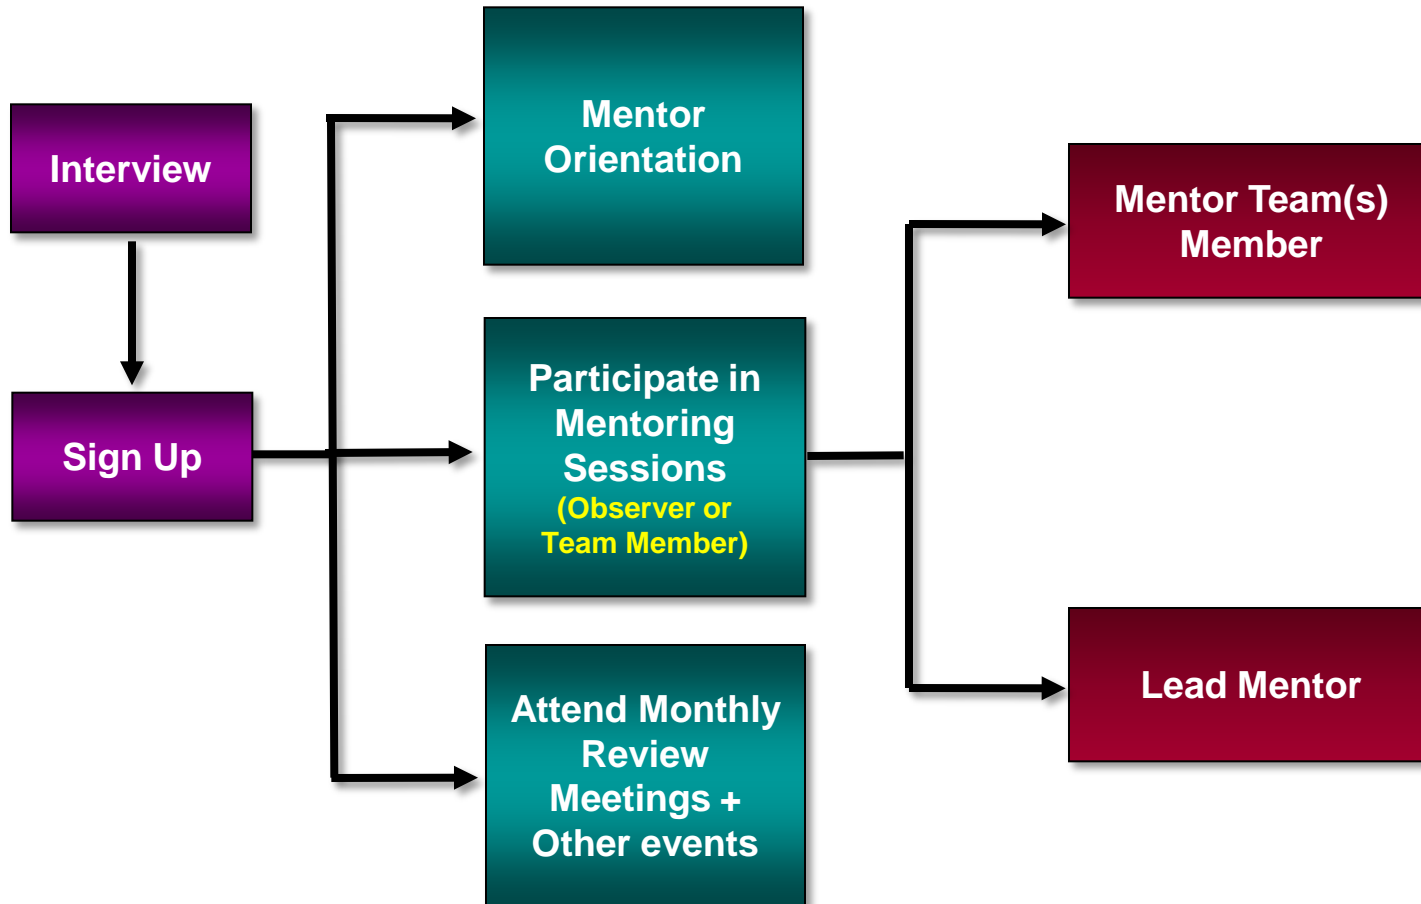 Interview
Sign Up
Mentor
Orientation
Participate in
Mentoring
Sessions
(Observer or
Team Member)
Attend Monthly
Review
Meetings +
Other events
Mentor Team(s)
Member
Lead Mentor